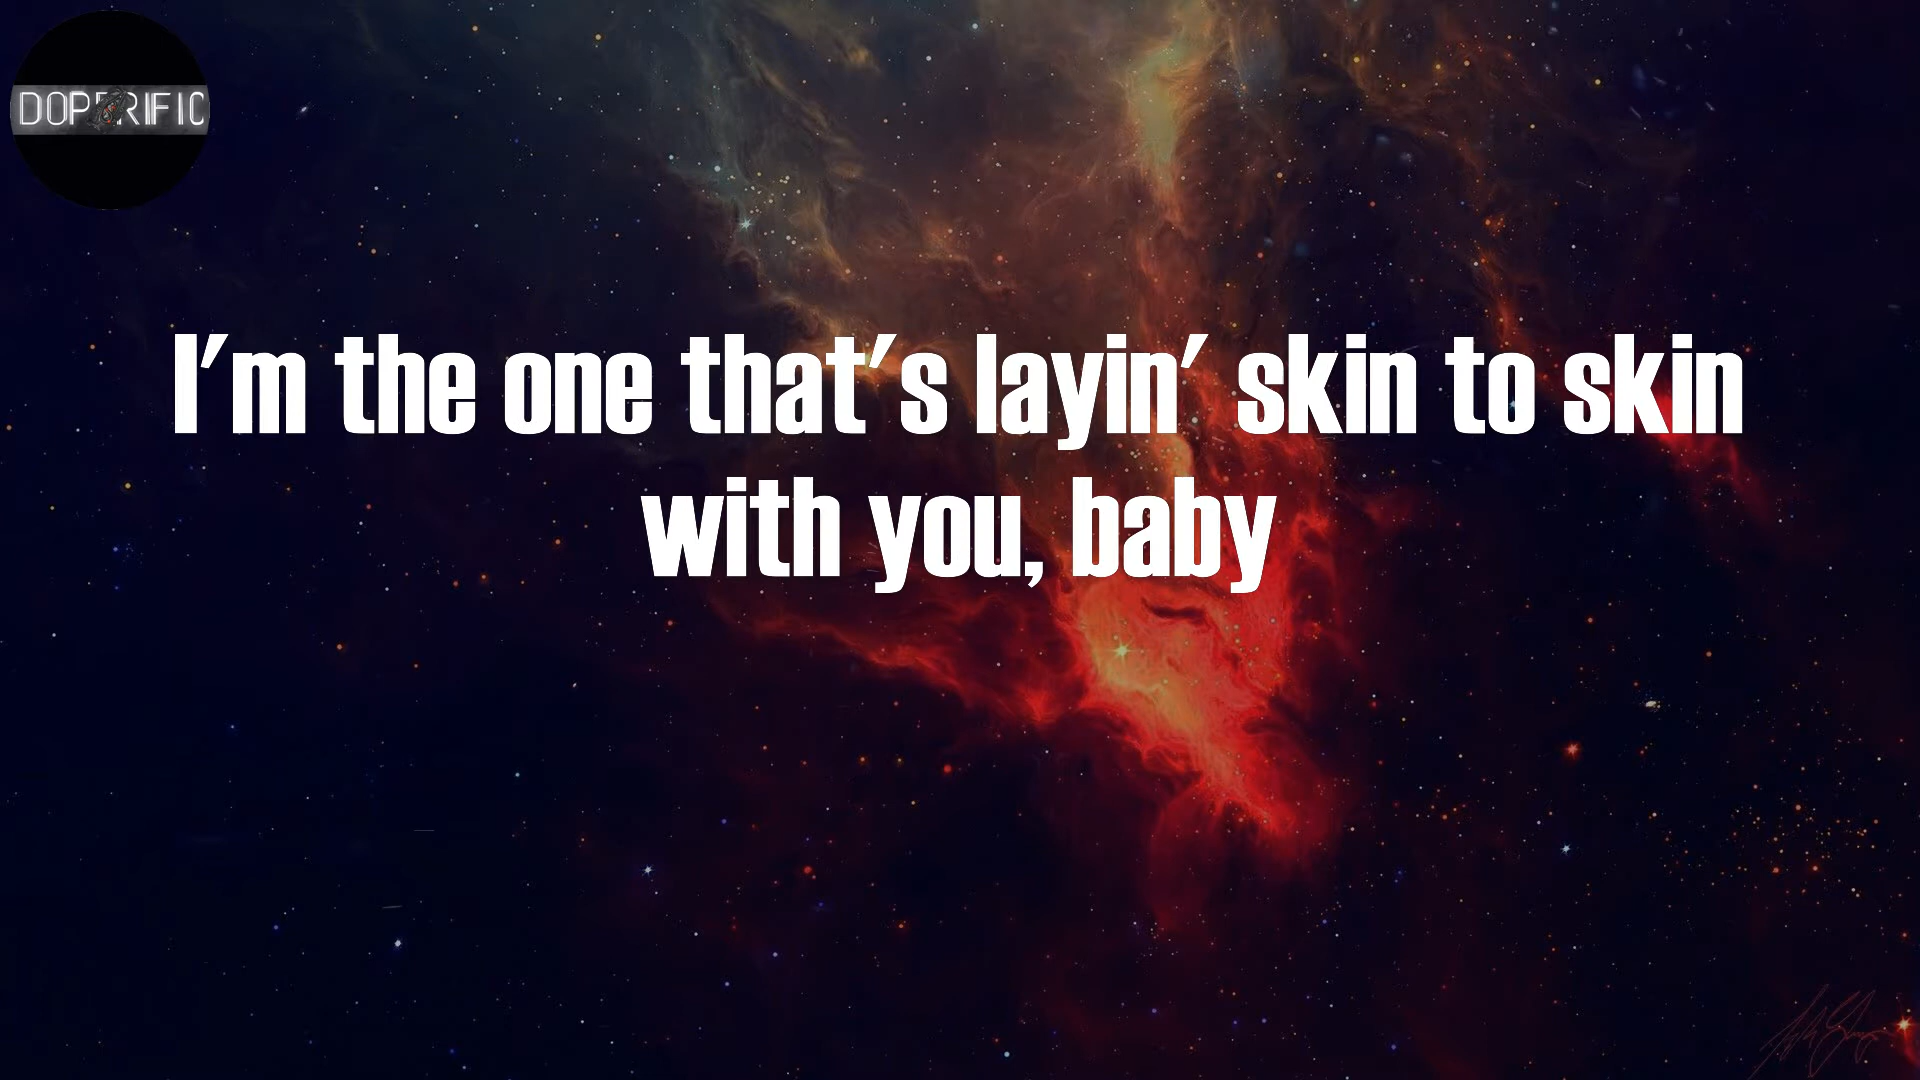 DOPERIFIC
I'm the one that's layin' skin to skin
with you, baby